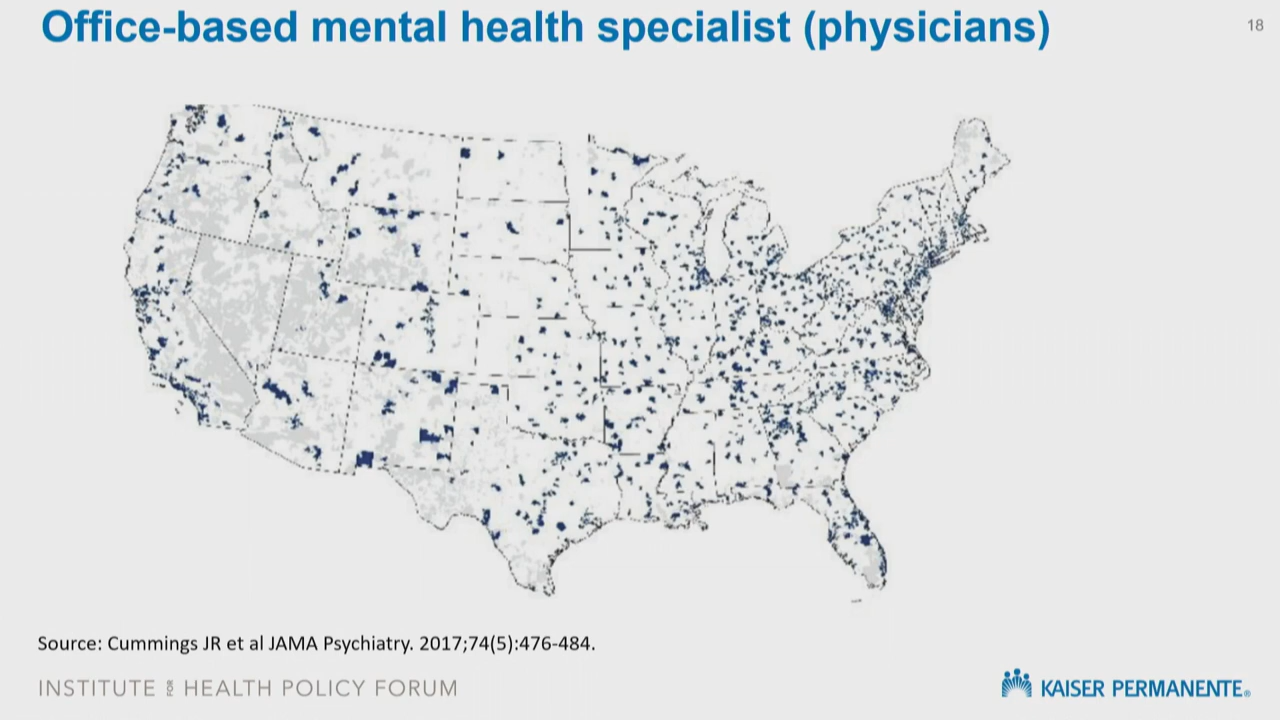 Office-based mental health specialist (physicians)
18
Source: Cummings JR et al JAMA Psychiatry. 2017;74(5):476-484.
INSTITUTE FOR HEALTH POLICY FORUM
KAISER PERMANENTE®